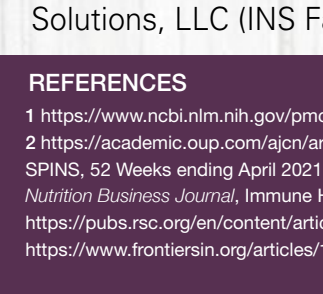 Solutions, LLC (INS
REFERENCES
1 https://www.ncbi.nlm.nih.gov/pmc
2 https://academic.oup.com/ajcn/ar
SPINS, 52 Weeks ending April 2021
Nutrition Business Journal, Immune
https://pubs.rsc.org/en/content/artic
https://www.frontiersin.org/articles/